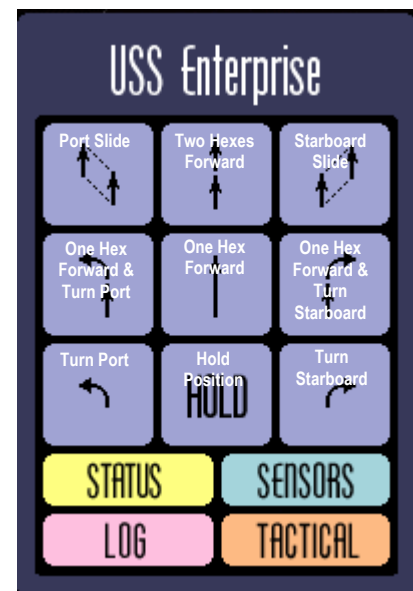 USS Enterprise
Port Slide
Two Hexes
Forward
Starboard
Slide
One Hex
Forward &
Turn Port
One Hex
Forward
One Hex
Forward &
Turn
Starboard
Turn Port
Hold
Position
HOLD
Turn
Starboard
STATUS
SENSORS
LOG
TACTICAL